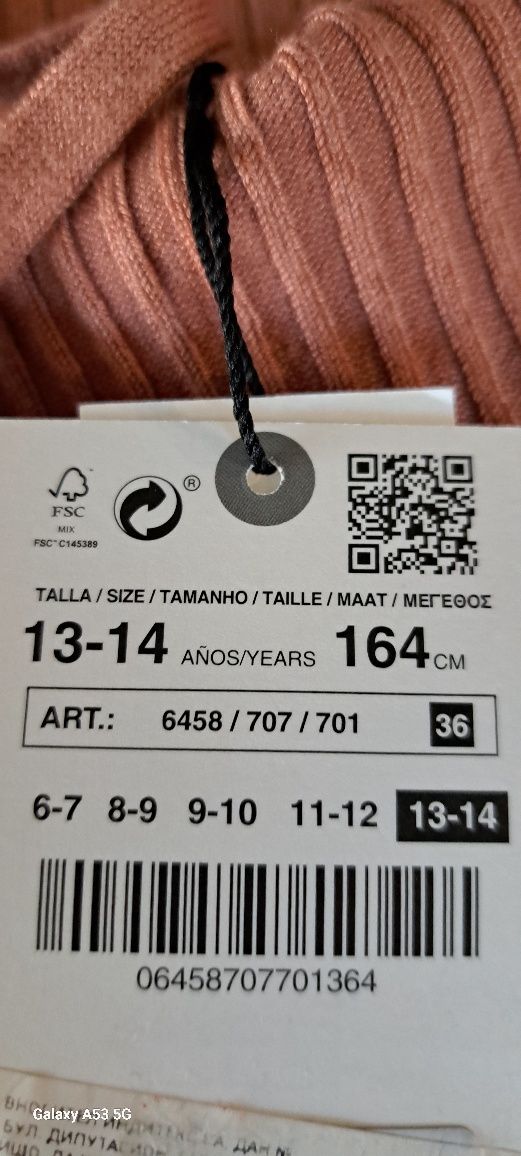 FSC
MIX
FSC™ C145389
®
TALLA / SIZE / TAMANHO / TAILLE / MAAT / ΜΕΓΕΘΟΣ
13-14 AÑOS/YEARS 164 CM
ART.: 6458 / 707 / 701 36
6-7 8-9 9-10 11-12 13-14
06458707701364
Galaxy A53 5G